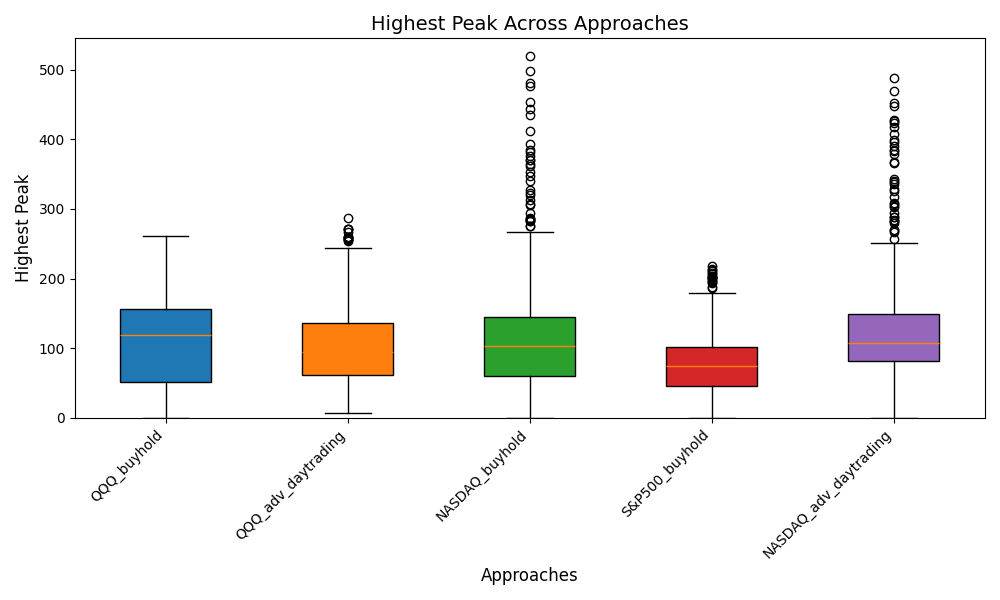 Highest Peak Across Approaches
Highest Peak
500
400
300
200
100
0
QQQ_buyhold
QQQ_adv_daytrading
NASDAQ_buyhold
S&P500_buyhold
NASDAQ_adv_daytrading
Approaches